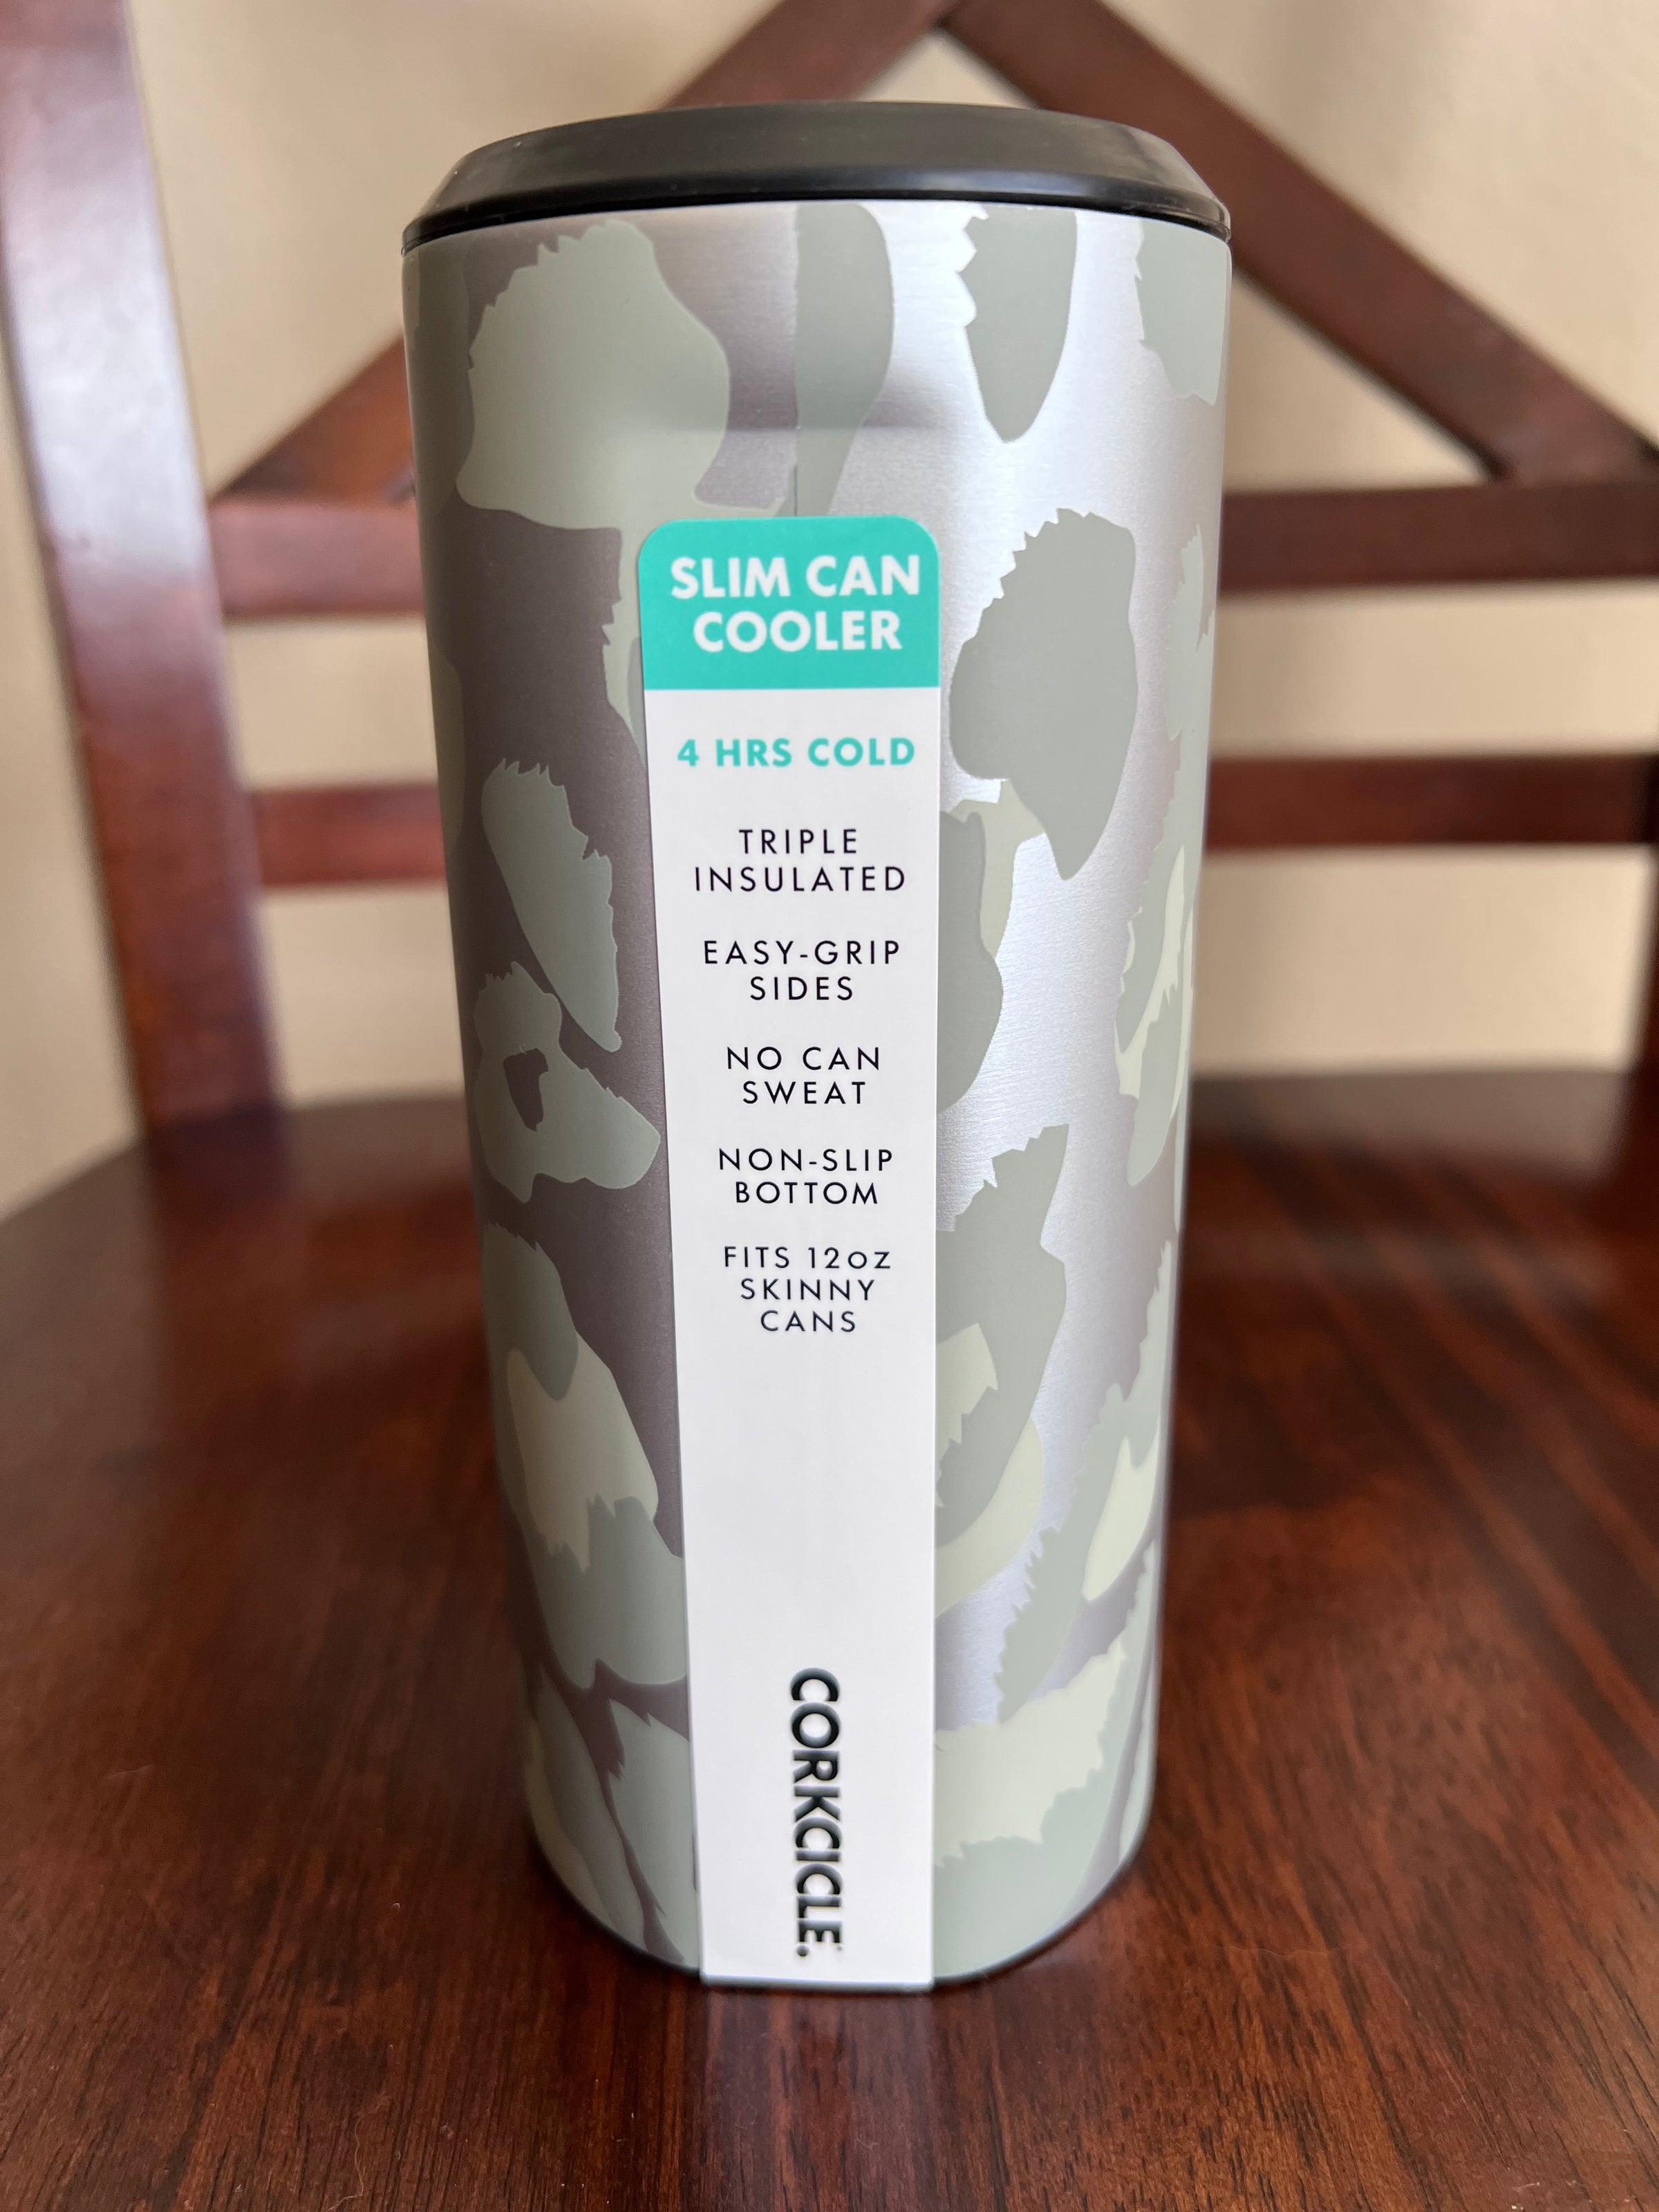 SLIM CAN
COOLER
4 HRS COLD
TRIPLE
INSULATED
EASY-GRIP
SIDES
NO CAN
SWEAT
NON-SLIP
BOTTOM
FITS 12oz
SKINNY
CANS
CORKCICLE.